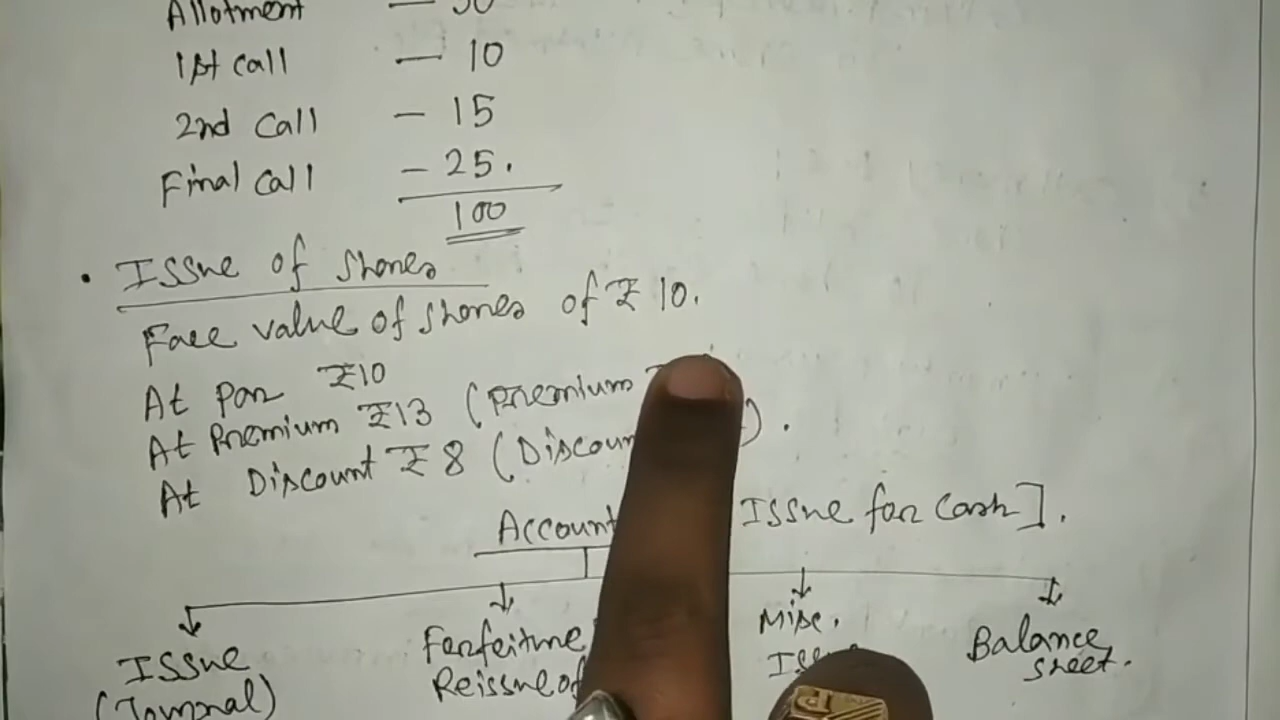 Allotment — 30
1st call — 10
2nd call — 15
Final call — 25.
100
• Issue of shares
Face value of shares of ₹ 10.
At par ₹10
At Premium ₹13 (Premium
At Discount ₹ 8 (Discoun ).
Account Issue for cash].
Issue (Journal)
Forfeiture Reissue of
Misc.
Balance sheet.